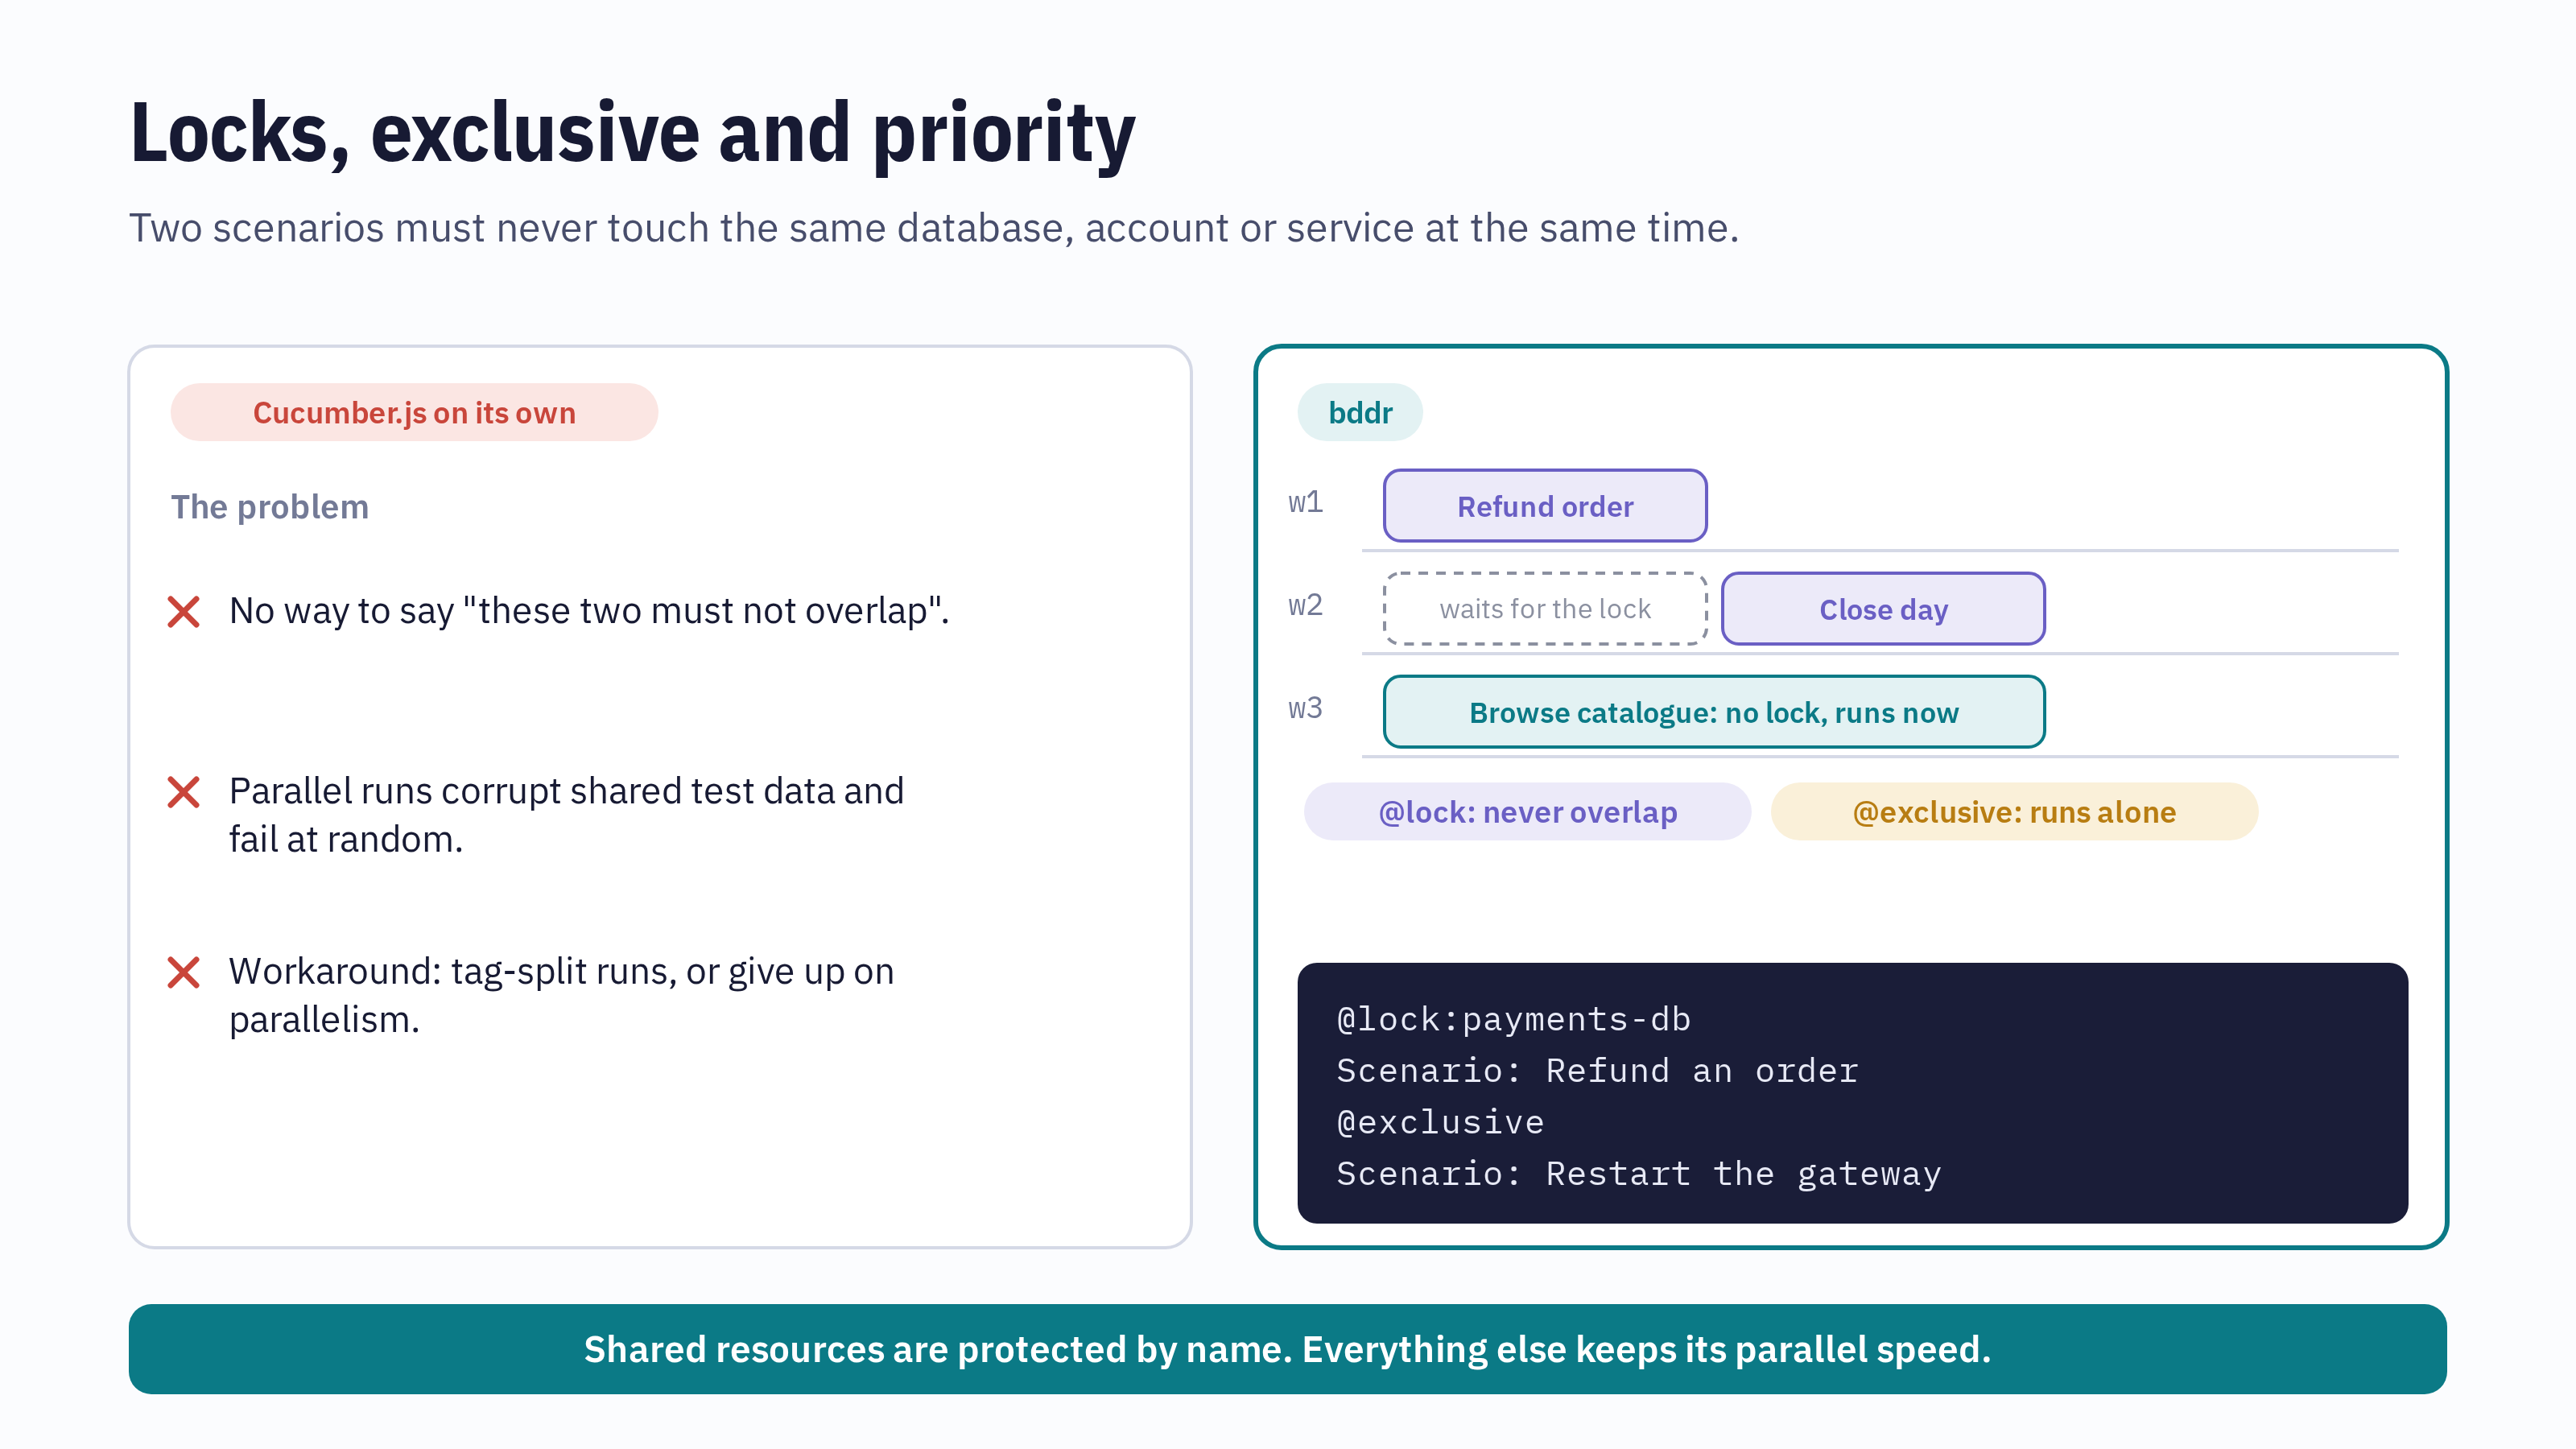 Locks, exclusive and priority
Two scenarios must never touch the same database, account or service at the same time.
Cucumber.js on its own
The problem
No way to say "these two must not overlap".
Parallel runs corrupt shared test data and
fail at random.
Workaround: tag-split runs, or give up on
parallelism.
bddr
w1
Refund order
w2
waits for the lock
Close day
w3
Browse catalogue: no lock, runs now
@lock: never overlap
@exclusive: runs alone
@lock:payments-db
Scenario: Refund an order
@exclusive
Scenario: Restart the gateway
Shared resources are protected by name. Everything else keeps its parallel speed.